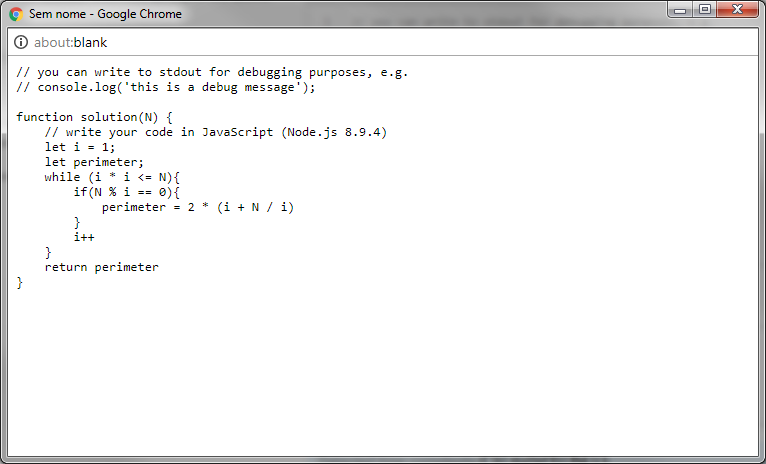 Sem nome - Google Chrome
about:blank
// you can write to stdout for debugging purposes, e.g.
// console.log('this is a debug message');
function solution(N) {
    // write your code in JavaScript (Node.js 8.9.4)
    let i = 1;
    let perimeter;
    while (i * i <= N){
        if(N % i == 0){
            perimeter = 2 * (i + N / i)
        }
        i++
    }
    return perimeter
}